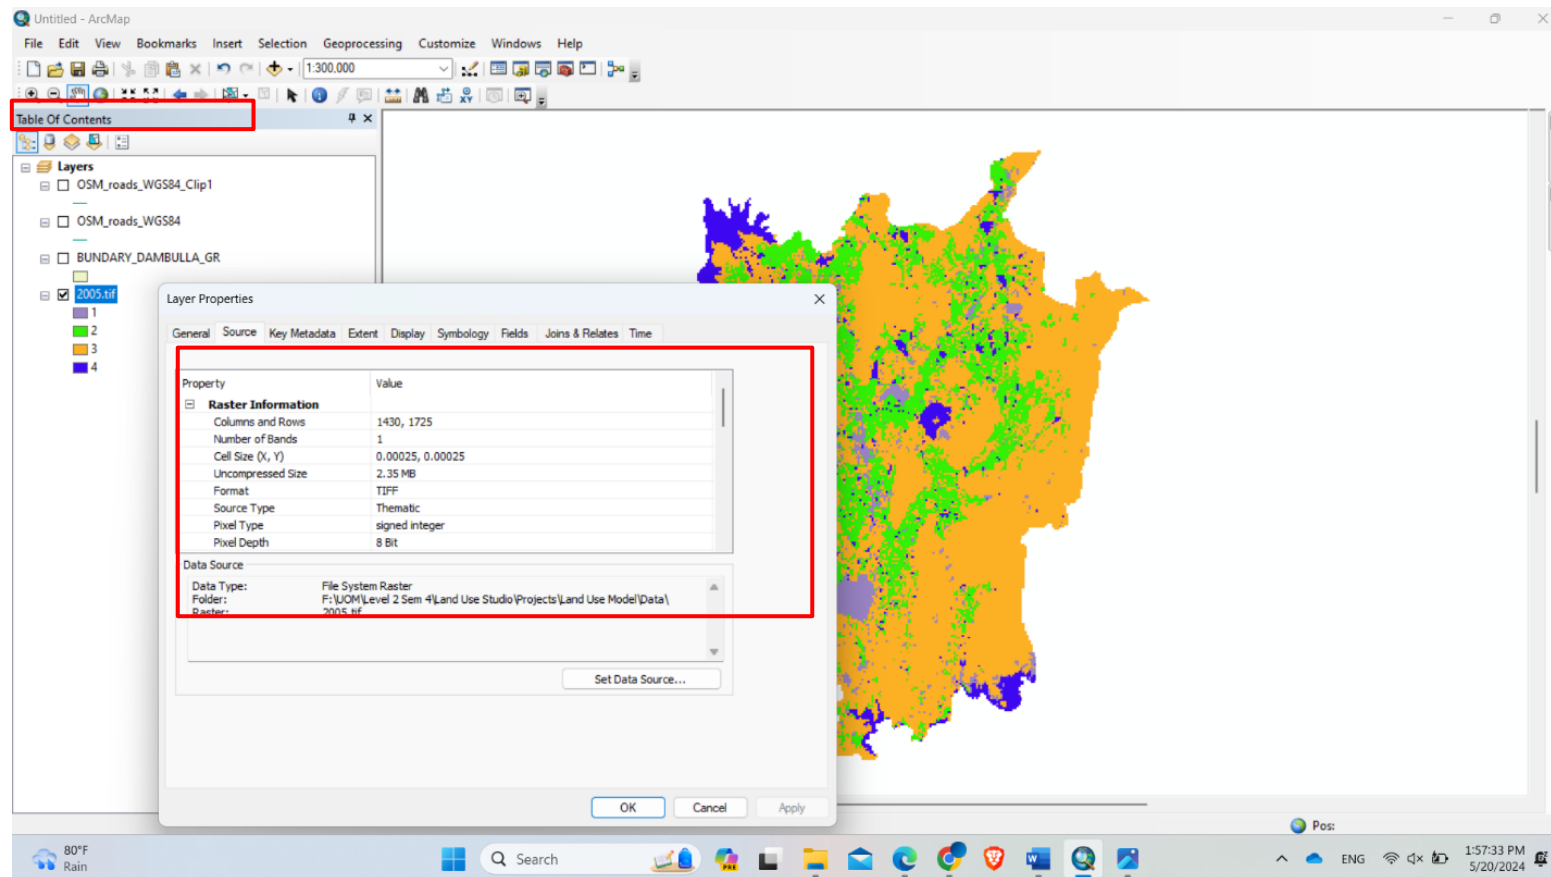 Untitled - ArcMap
File Edit View Bookmarks Insert Selection Geoprocessing Customize Windows Help
1:300,000
Table Of Contents
Layers
OSM_roads_WGS84_Clip1
OSM_roads_WGS84
BUNDARY_DAMBULLA_GR
2005.tif
1
2
3
4
Layer Properties
General Source Key Metadata Extent Display Symbology Fields Joins & Relates Time
Property Value
Raster Information
Columns and Rows 1430, 1725
Number of Bands 1
Cell Size (X, Y) 0.00025, 0.00025
Uncompressed Size 2.35 MB
Format TIFF
Source Type Thematic
Pixel Type signed integer
Pixel Depth 8 Bit
Data Source
Data Type: File System Raster
Folder: F:\UOM\Level 2 Sem 4\Land Use Studio\Projects\Land Use Model\Data\
Raster: 2005.tif
Set Data Source...
OK Cancel Apply
Pos:
80°F
Rain
Search
PRE
ENG
1:57:33 PM
5/20/2024